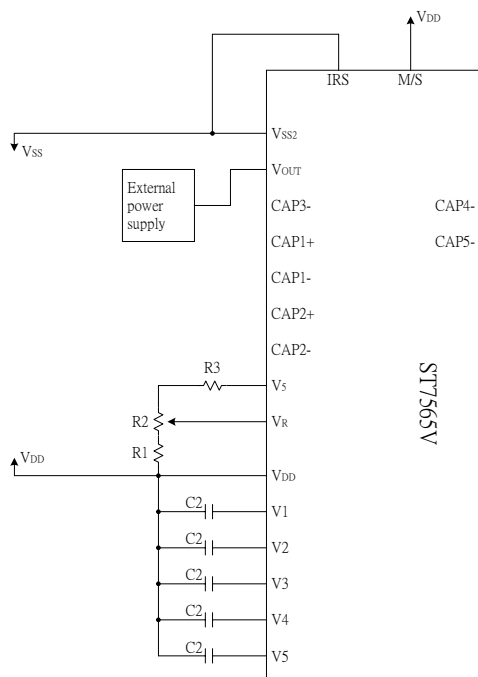 VDD
IRS M/S
VSS2
VSS
VOUT
External
power
supply
CAP3- CAP4-
CAP1+ CAP5-
CAP1-
CAP2+
CAP2-
ST7565V
R3
V5
R2 VR
R1
VDD VDD
C2 V1
C2 V2
C2 V3
C2 V4
C2 V5